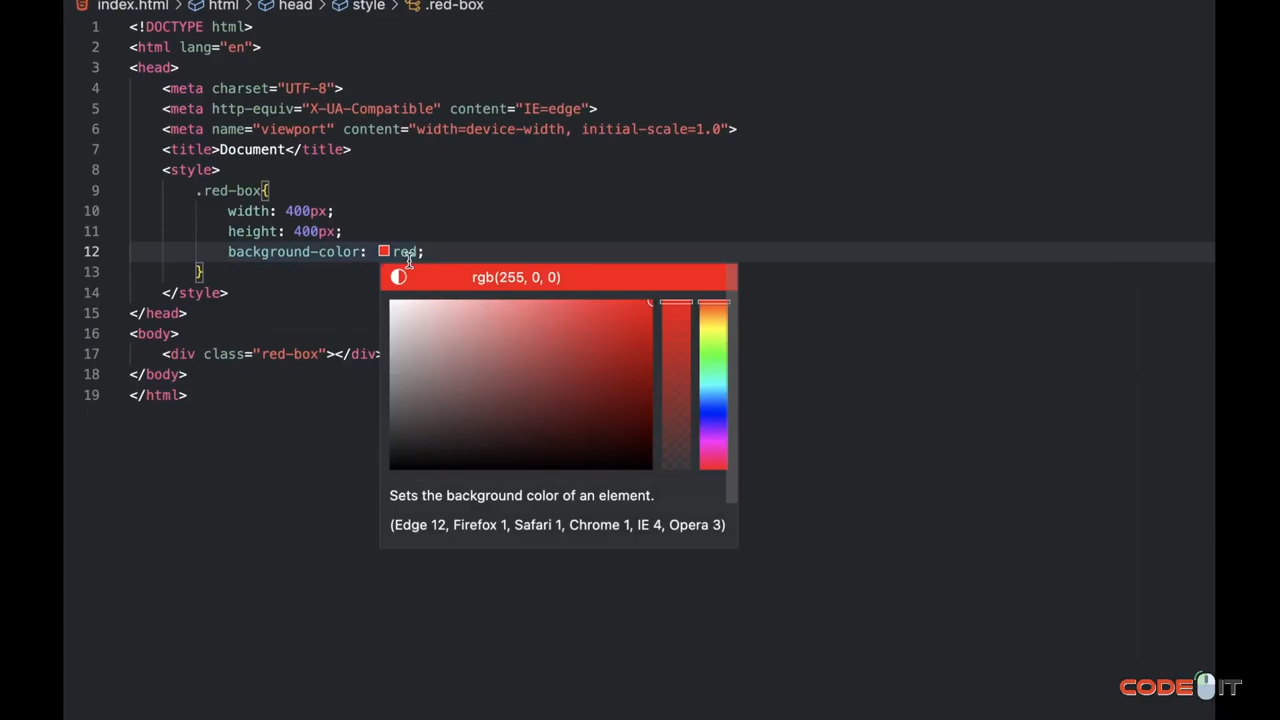 index.html > html > head > style > .red-box
1 <!DOCTYPE html>
2 <html lang="en">
3 <head>
4 <meta charset="UTF-8">
5 <meta http-equiv="X-UA-Compatible" content="IE=edge">
6 <meta name="viewport" content="width=device-width, initial-scale=1.0">
7 <title>Document</title>
8 <style>
9 .red-box{
10 width: 400px;
11 height: 400px;
12 background-color: red;
13 }
rgb(255, 0, 0)
14 </style>
15 </head>
16 <body>
17 <div class="red-box"></div>
18 </body>
19 </html>
Sets the background color of an element.
(Edge 12, Firefox 1, Safari 1, Chrome 1, IE 4, Opera 3)
CODE IT